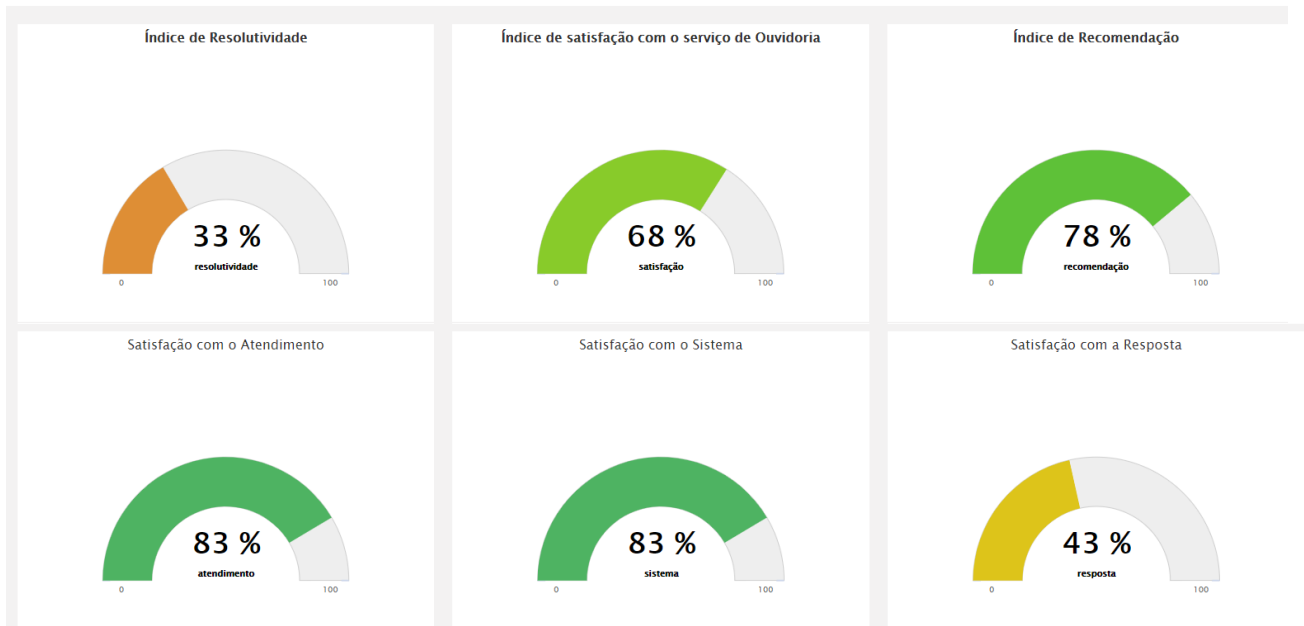 Índice de Resolutividade
33 %
resolutividade
0
100
Índice de satisfação com o serviço de Ouvidoria
68 %
satisfação
0
100
Índice de Recomendação
78 %
recomendação
0
100
Satisfação com o Atendimento
83 %
atendimento
0
100
Satisfação com o Sistema
83 %
sistema
0
100
Satisfação com a Resposta
43 %
resposta
0
100